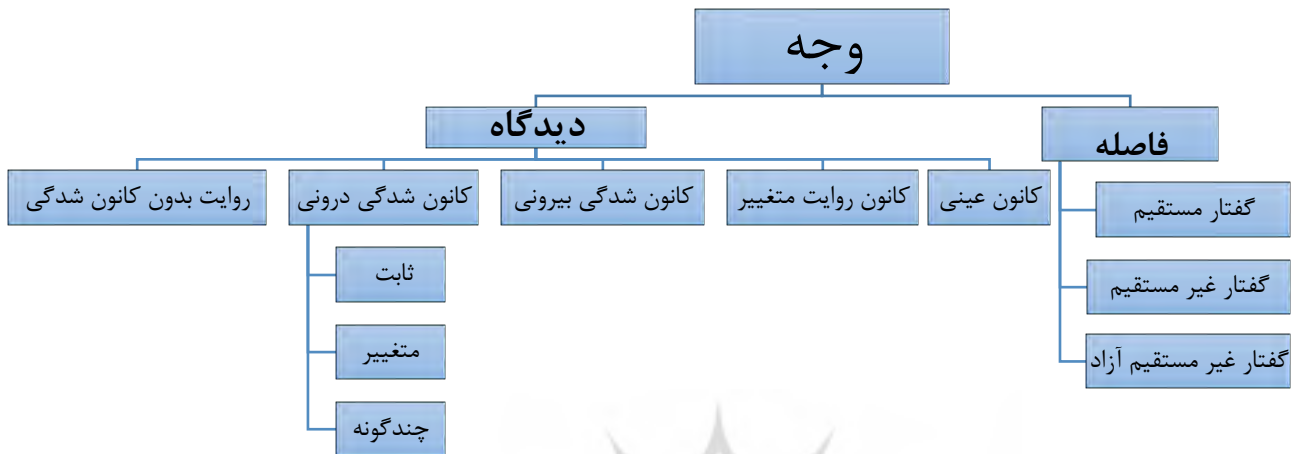 وجه
دیدگاه
فاصله
کانون عینی
کانون روایت متغییر
کانون شدگی بیرونی
کانون شدگی درونی
روایت بدون کانون شدگی
گفتار مستقیم
گفتار غیر مستقیم
گفتار غیر مستقیم آزاد
ثابت
متغییر
چندگونه